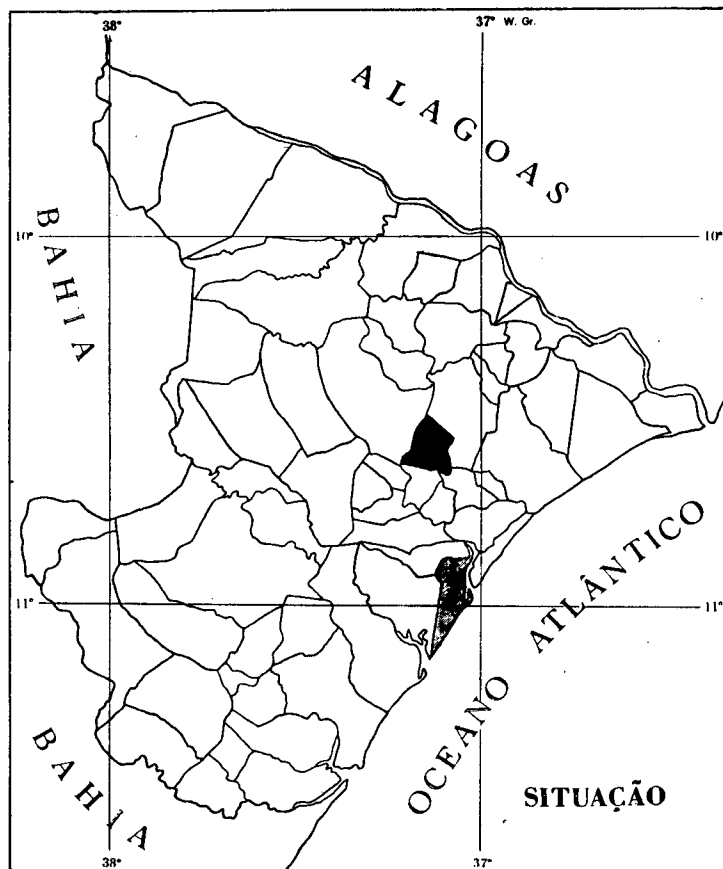 38°
37° W. Gr.
ALAGOAS
BAHIA
10°
10°
11°
11°
OCEANO ATLÂNTICO
BAHIA
SITUAÇÃO
38°
37°